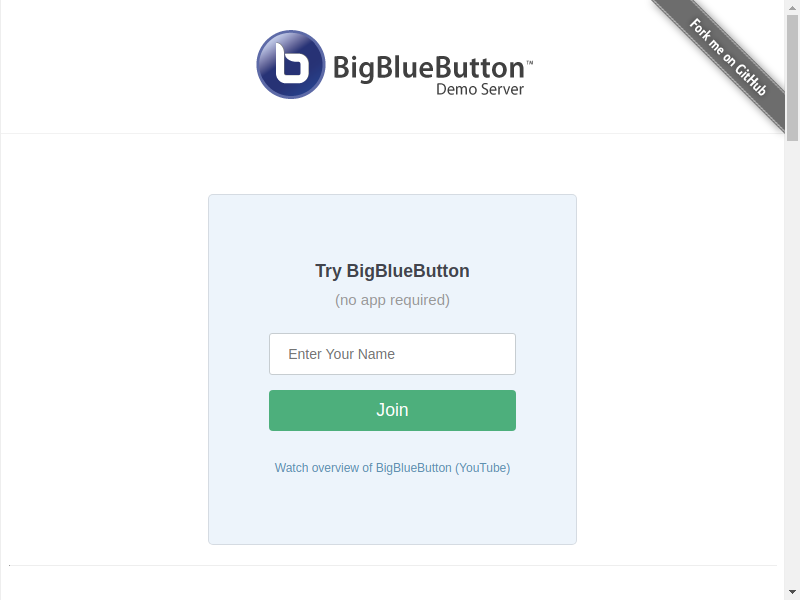 Fork me on GitHub
BigBlueButton™
Demo Server
Try BigBlueButton
(no app required)
Enter Your Name
Join
Watch overview of BigBlueButton (YouTube)